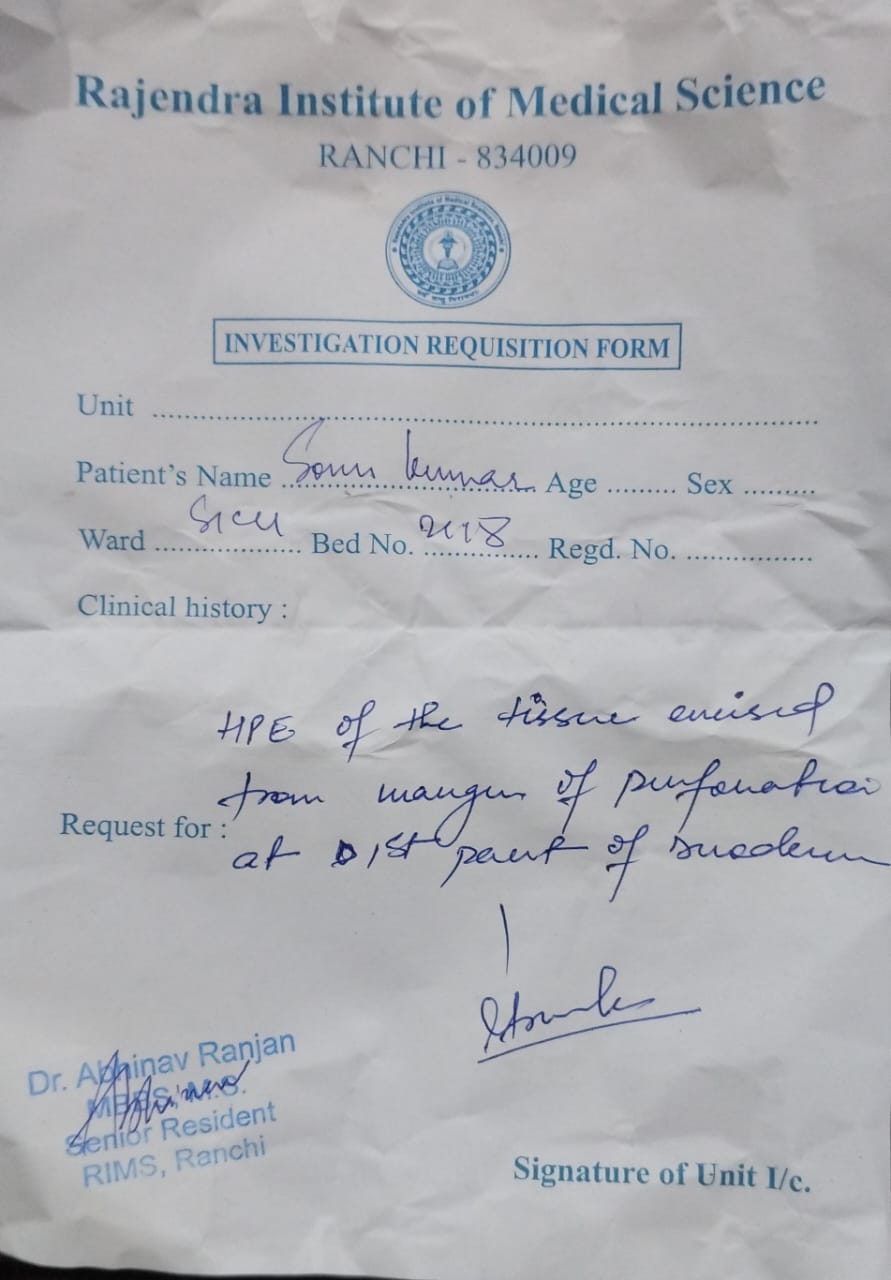 Rajendra Institute of Medical Science
RANCHI - 834009
INVESTIGATION REQUISITION FORM
Unit
Patient's Name Sonu Kumar Age ......... Sex .........
Ward SICU Bed No. Regd. No. ..............
Clinical history :
HPE of the tissue excised
from margin of perforation
Request for :
at 1st part of duodenum
Dr. Abhinav Ranjan
Senior Resident
RIMS, Ranchi
Signature of Unit I/c.